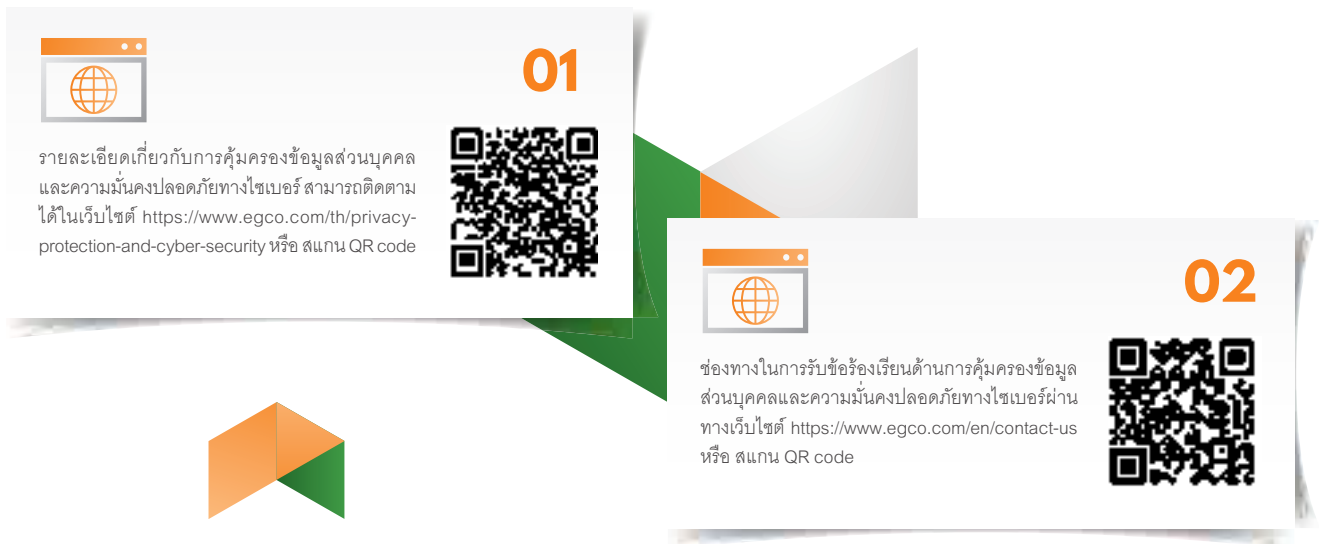 01
รายละเอียดเกี่ยวกับการคุ้มครองข้อมูลส่วนบุคคล
และความมั่นคงปลอดภัยทางไซเบอร์ สามารถติดตาม
ได้ในเว็บไซต์ https://www.egco.com/th/privacy-
protection-and-cyber-security หรือ สแกน QR code
02
ช่องทางในการรับข้อร้องเรียนด้านการคุ้มครองข้อมูล
ส่วนบุคคลและความมั่นคงปลอดภัยทางไซเบอร์ผ่าน
ทางเว็บไซต์ https://www.egco.com/en/contact-us
หรือ สแกน QR code